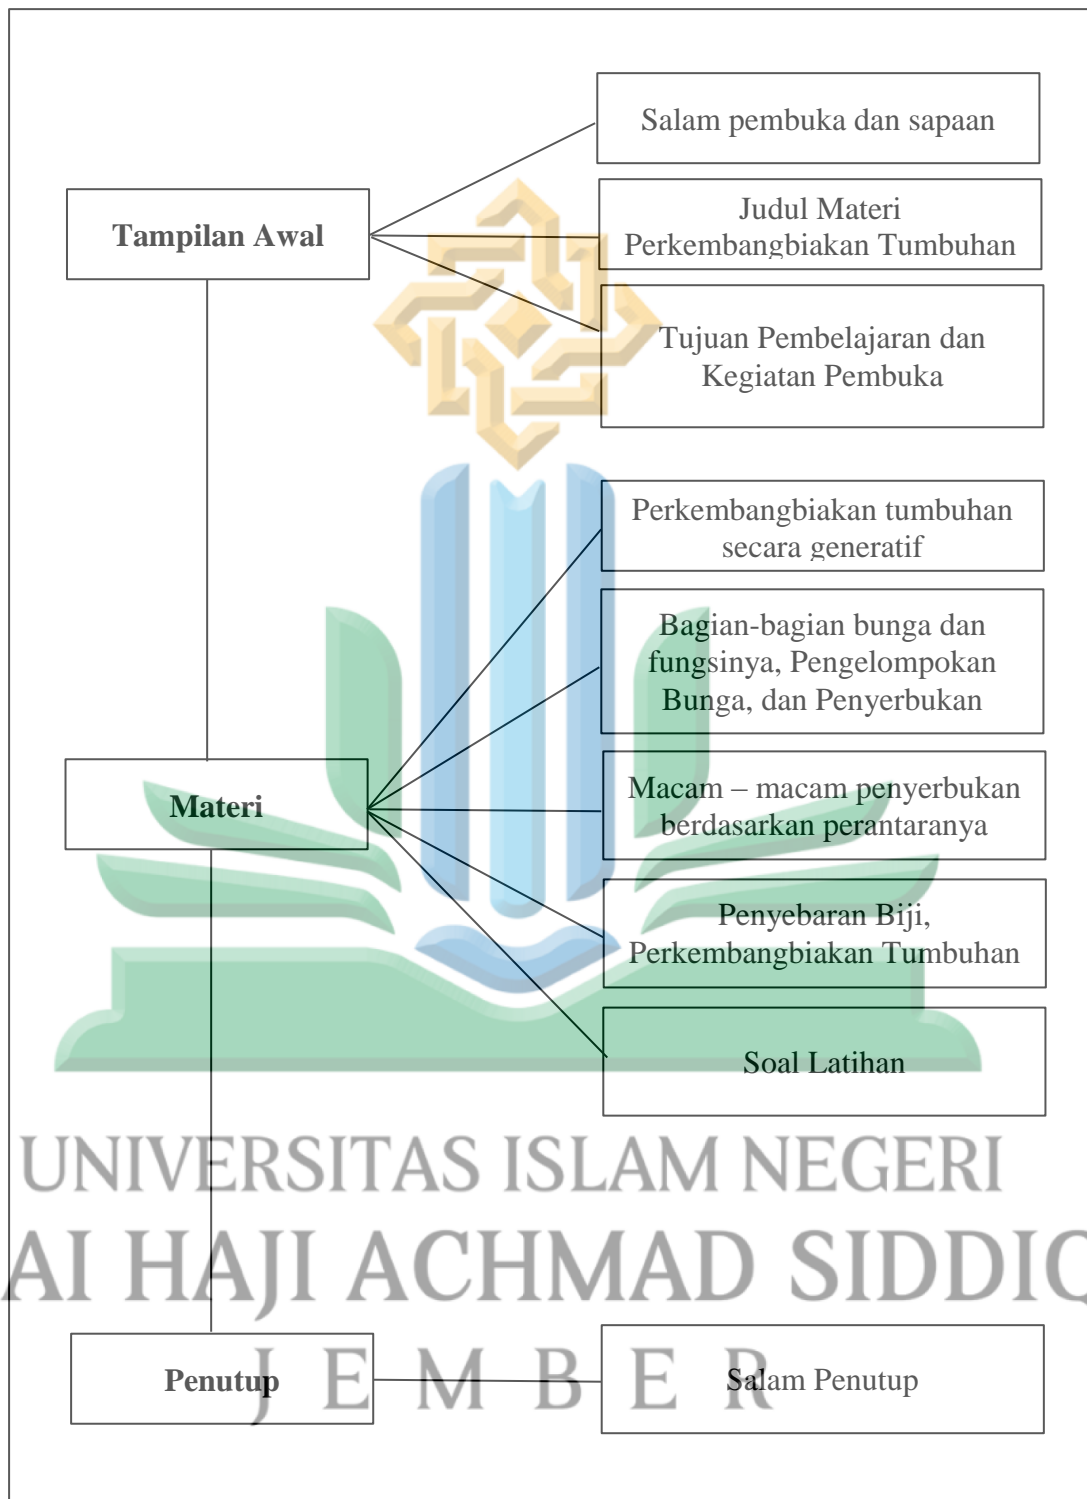 Salam pembuka dan sapaan
Tampilan Awal
Judul Materi
Perkembangbiakan Tumbuhan
Tujuan Pembelajaran dan
Kegiatan Pembuka
Perkembangbiakan tumbuhan
secara generatif
Bagian-bagian bunga dan
fungsinya, Pengelompokan
Bunga, dan Penyerbukan
Materi
Macam – macam penyerbukan
berdasarkan perantaranya
Penyebaran Biji,
Perkembangbiakan Tumbuhan
Soal Latihan
UNIVERSITAS ISLAM NEGERI
AI HAJI ACHMAD SIDDIQ
JEMBER
Penutup
Salam Penutup